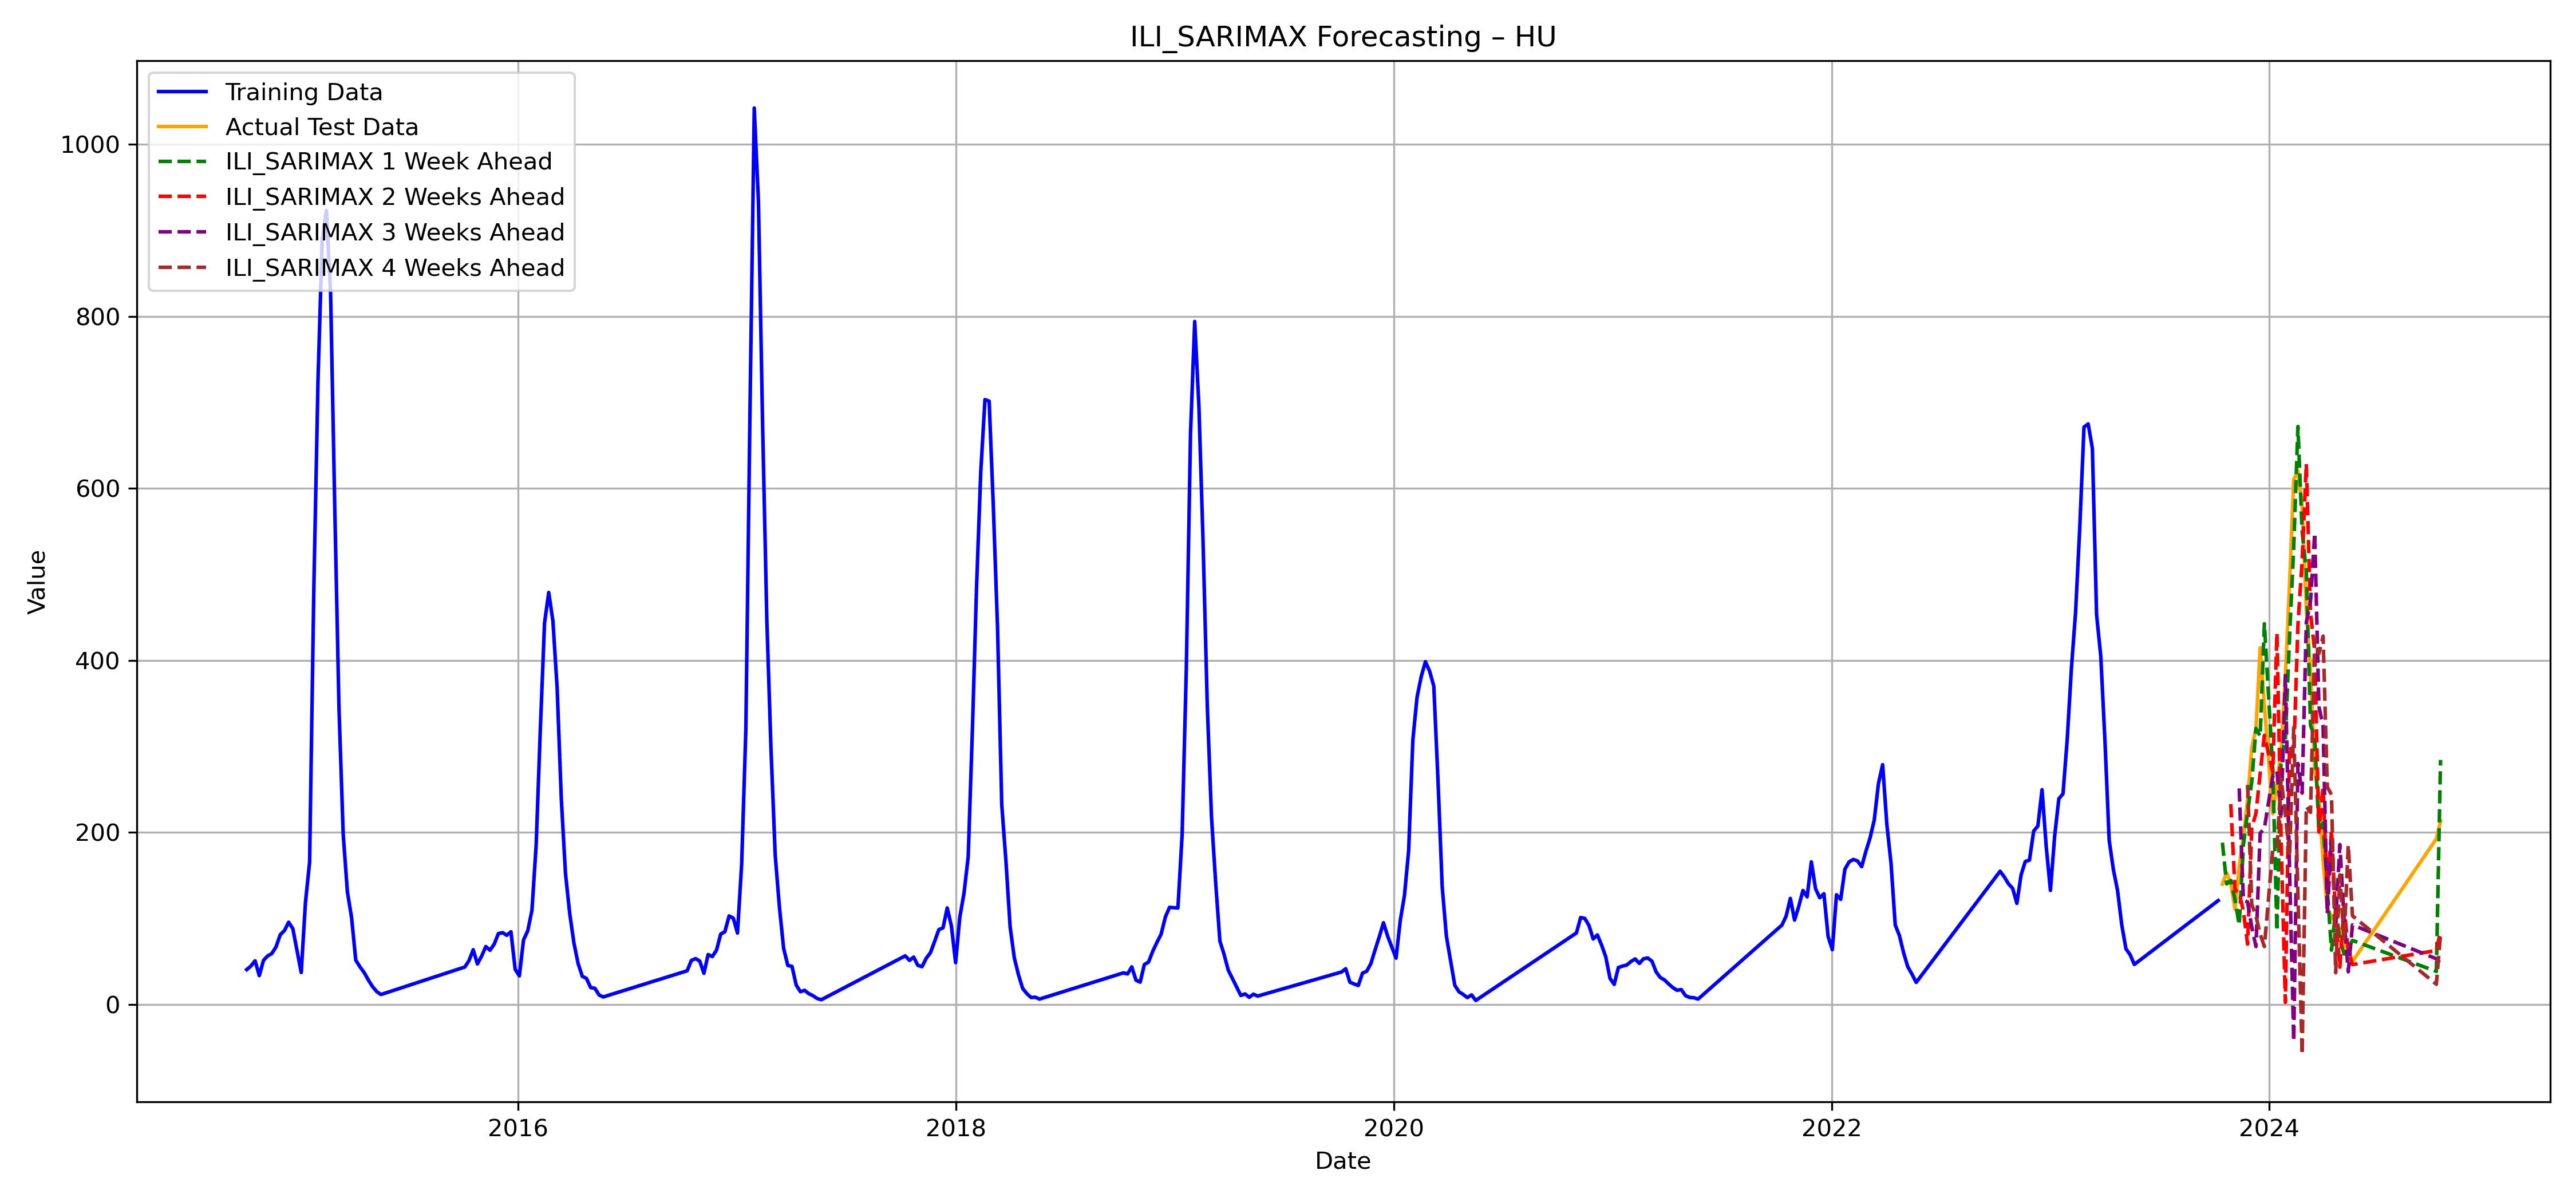 ILI_SARIMAX Forecasting – HU
Training Data
Actual Test Data
ILI_SARIMAX 1 Week Ahead
ILI_SARIMAX 2 Weeks Ahead
ILI_SARIMAX 3 Weeks Ahead
ILI_SARIMAX 4 Weeks Ahead
1000
800
600
400
200
0
Value
2016
2018
2020
2022
2024
Date